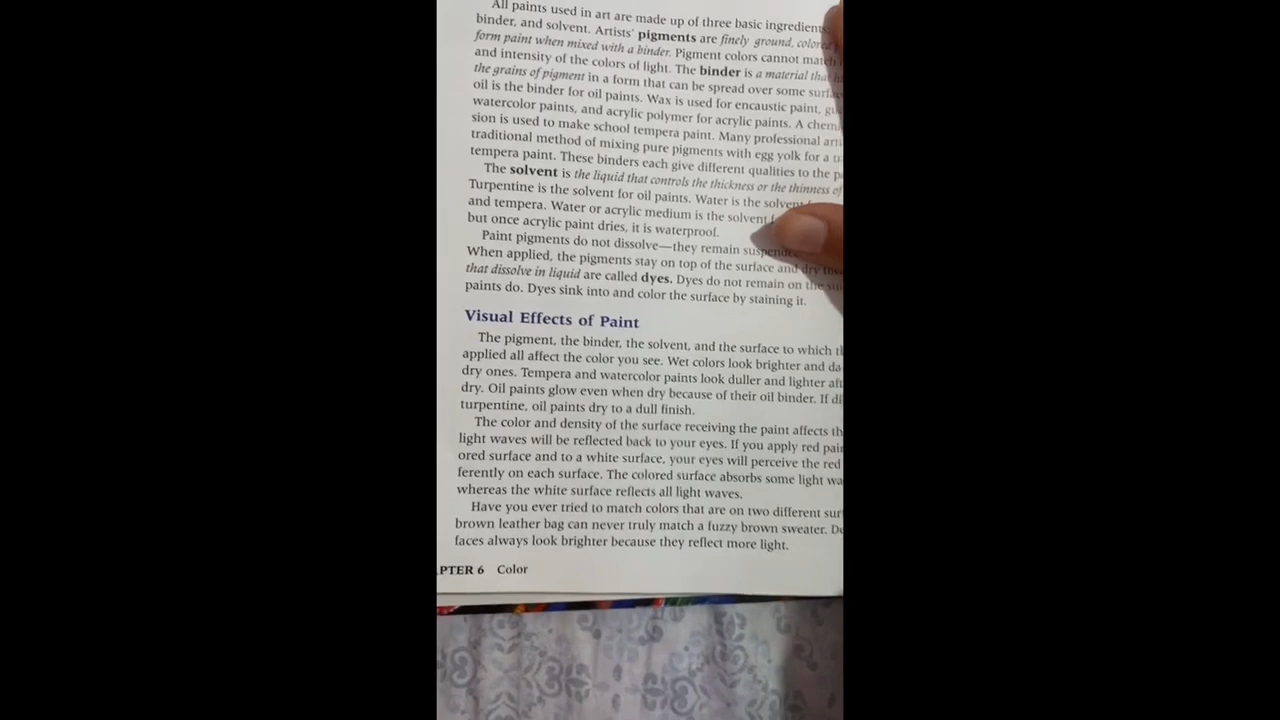 All paints used in art are made up of three basic ingredients
binder, and solvent. Artists' pigments are finely ground, colored
form paint when mixed with a binder. Pigment colors cannot match
and intensity of the colors of light. The binder is a material that
the grains of pigment in a form that can be spread over some
oil is the binder for oil paints. Wax is used for encaustic paint,
watercolor paints, and acrylic polymer for acrylic paints. A
sion is used to make school tempera paint. Many professional
traditional method of mixing pure pigments with egg yolk for a
tempera paint. These binders each give different qualities to the
The solvent is the liquid that controls the thickness or the thinness of
Turpentine is the solvent for oil paints. Water is the solvent
and tempera. Water or acrylic medium is the solvent
but once acrylic paint dries, it is waterproof.
Paint pigments do not dissolve—they remain
When applied, the pigments stay on top of the surface and dry
that dissolve in liquid are called dyes. Dyes do not remain on the
paints do. Dyes sink into and color the surface by staining it.
Visual Effects of Paint
The pigment, the binder, the solvent, and the surface to which
applied all affect the color you see. Wet colors look brighter and
dry ones. Tempera and watercolor paints look duller and lighter
dry. Oil paints glow even when dry because of their oil binder. If
turpentine, oil paints dry to a dull finish.
The color and density of the surface receiving the paint affects
light waves will be reflected back to your eyes. If you apply red
ored surface and to a white surface, your eyes will perceive the red
ferently on each surface. The colored surface absorbs some light
whereas the white surface reflects all light waves.
Have you ever tried to match colors that are on two different
brown leather bag can never truly match a fuzzy brown sweater.
faces always look brighter because they reflect more light.
PTER 6 Color